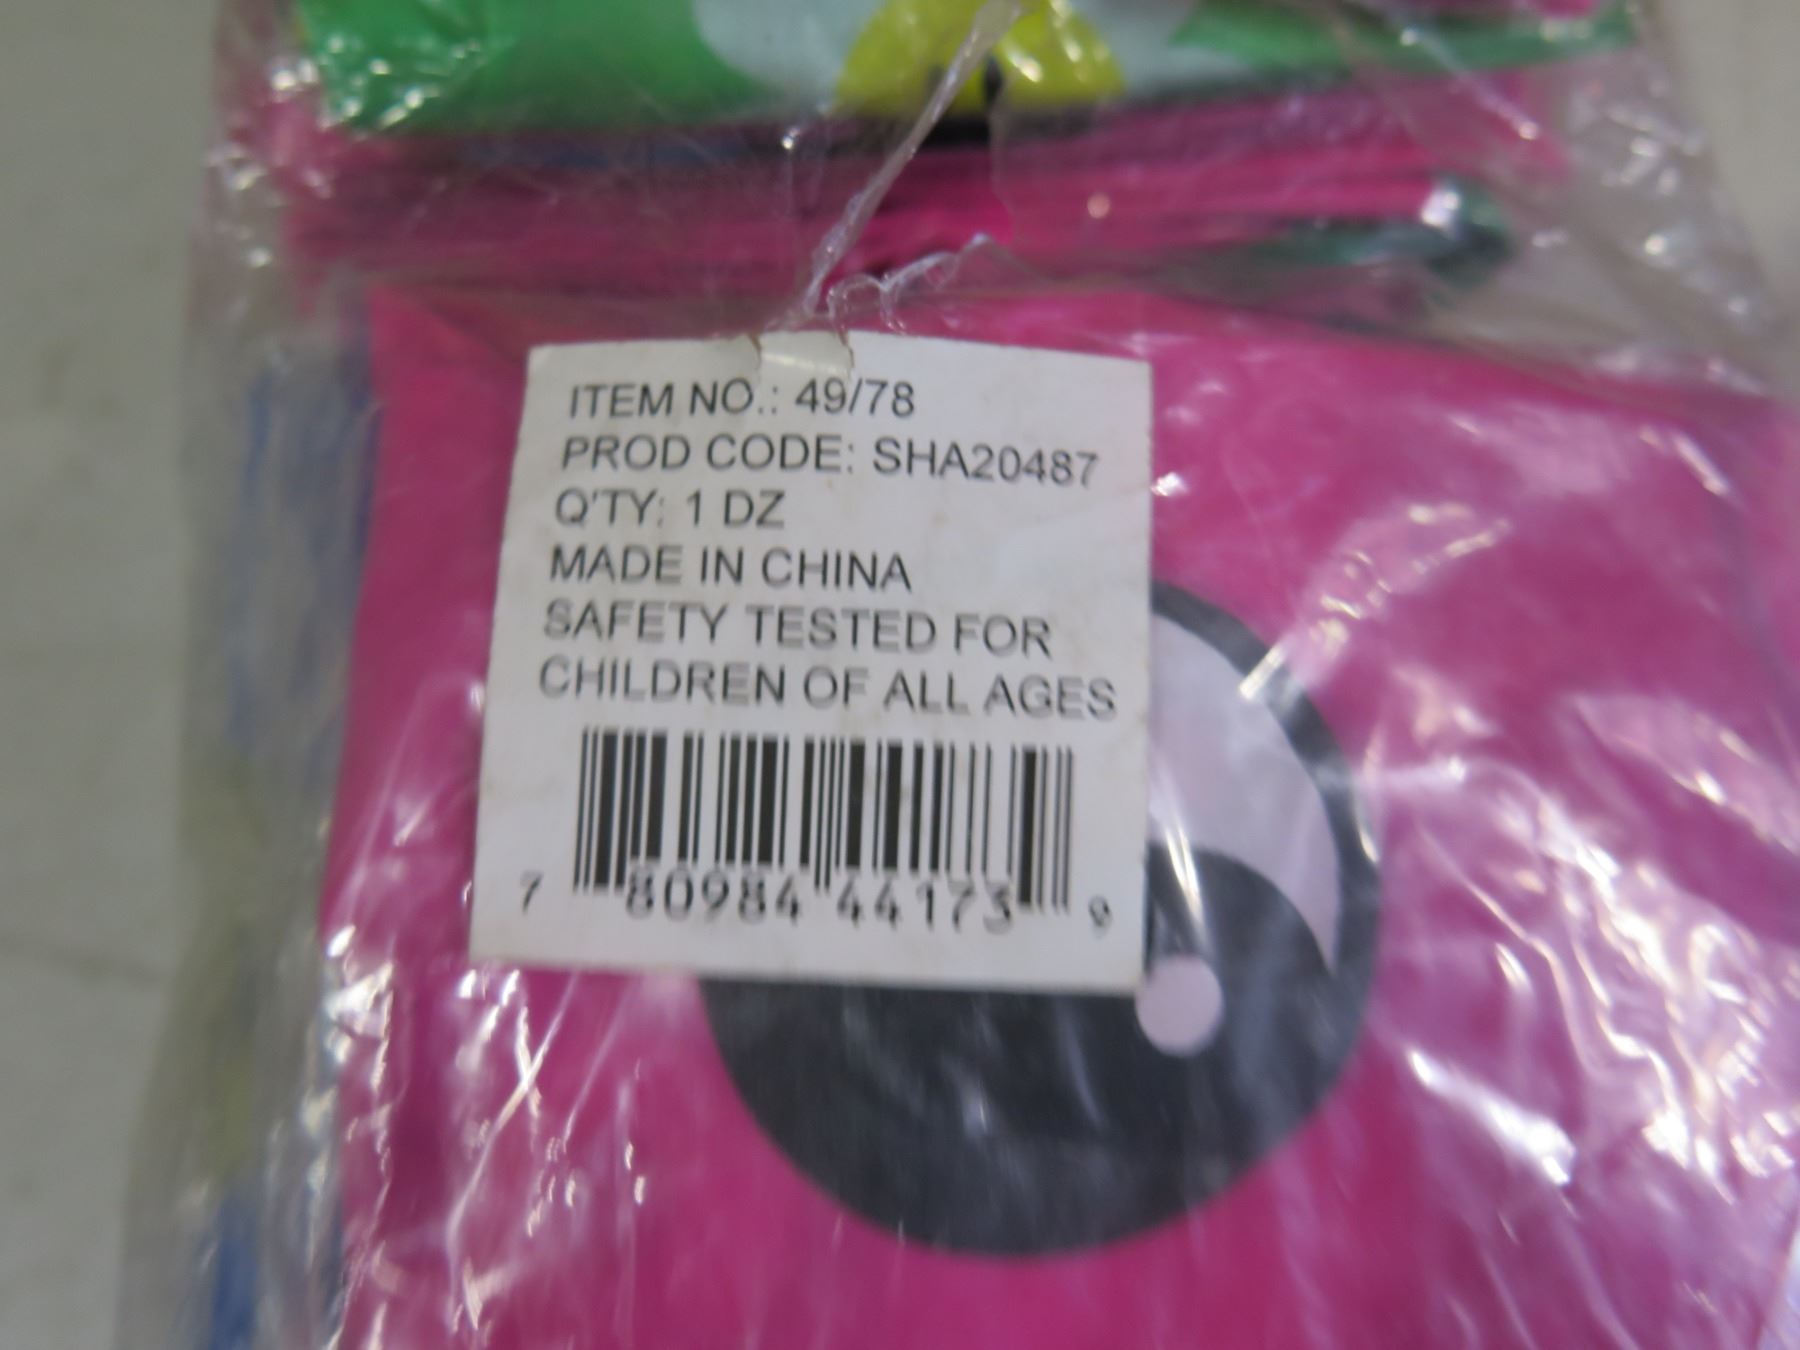 ITEM NO.: 49/78
PROD CODE: SHA20487
Q'TY: 1 DZ
MADE IN CHINA
SAFETY TESTED FOR
CHILDREN OF ALL AGES
7 80984 44173 9